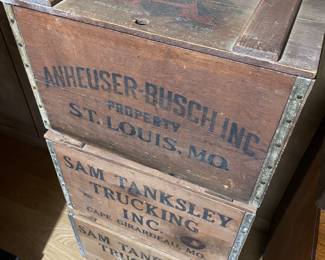 ANHEUSER-BUSCH INC.
PROPERTY
ST. LOUIS, MO.
SAM TANKSLEY
TRUCKING
INC.
CAPE GIRARDEAU, MO.
SAM TANKSLEY